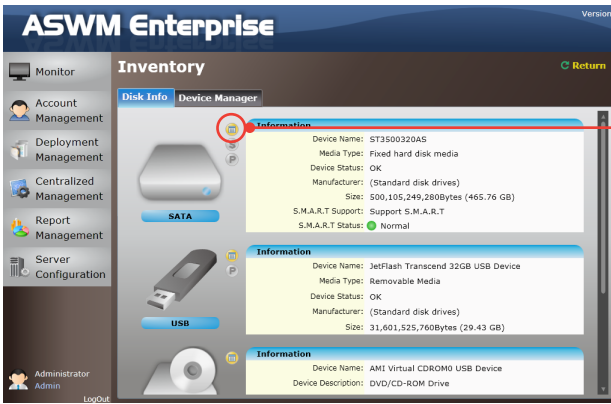 ASWM Enterprise
Version
Monitor
Account
Management
Deployment
Management
Centralized
Management
Report
Management
Server
Configuration
Administrator
Admin
LogOut
Inventory
Return
Disk Info
Device Manager
SATA
S
P
Information
Device Name: ST3500320AS
Media Type: Fixed hard disk media
Device Status: OK
Manufacturer: (Standard disk drives)
Size: 500,105,249,280Bytes (465.76 GB)
S.M.A.R.T Support: Support S.M.A.R.T
S.M.A.R.T Status: Normal
USB
P
Information
Device Name: JetFlash Transcend 32GB USB Device
Media Type: Removable Media
Device Status: OK
Manufacturer: (Standard disk drives)
Size: 31,601,525,760Bytes (29.43 GB)
Information
Device Name: AMI Virtual CDROM0 USB Device
Device Description: DVD/CD-ROM Drive